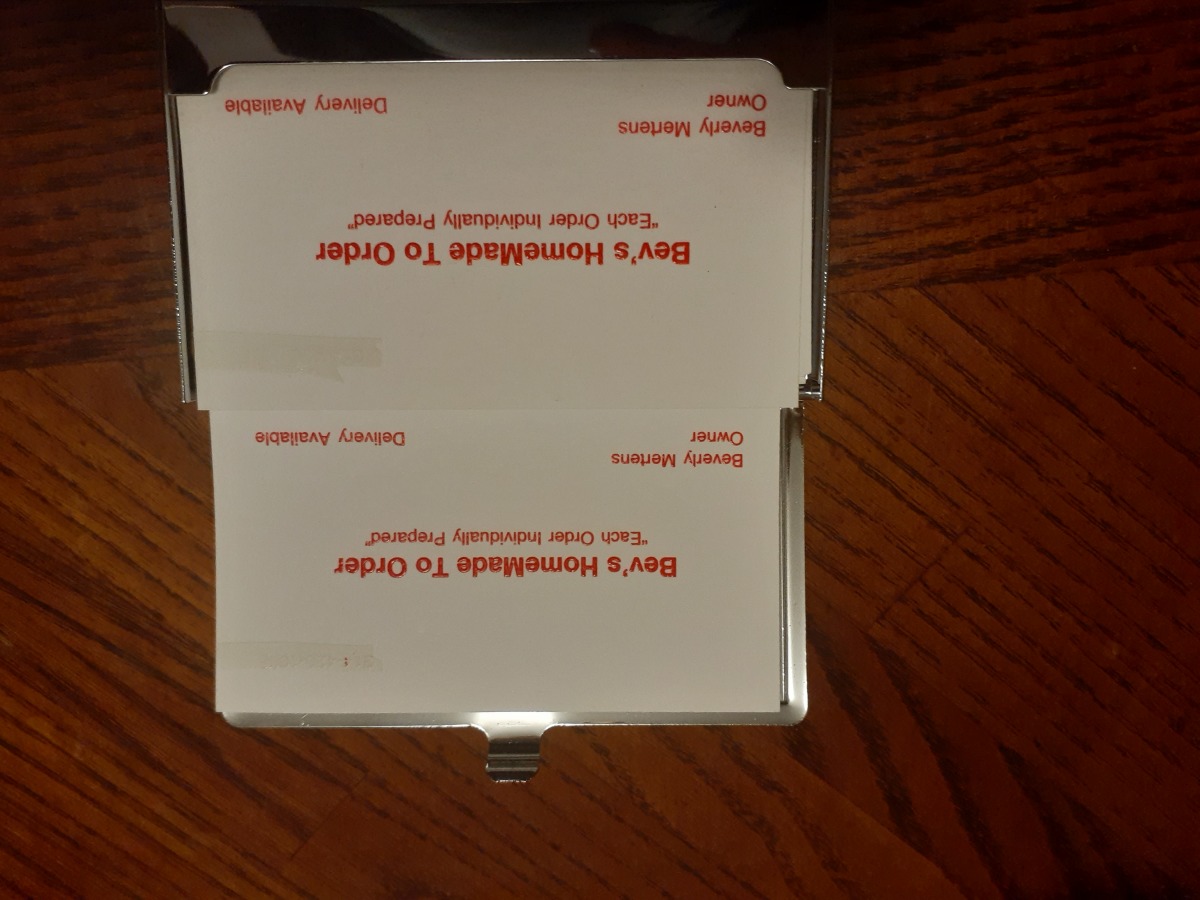 Bev's HomeMade To Order
"Each Order Individually Prepared"
Beverly Mertens
Owner
Delivery Available
Bev's HomeMade To Order
"Each Order Individually Prepared"
Beverly Mertens
Owner
Delivery Available